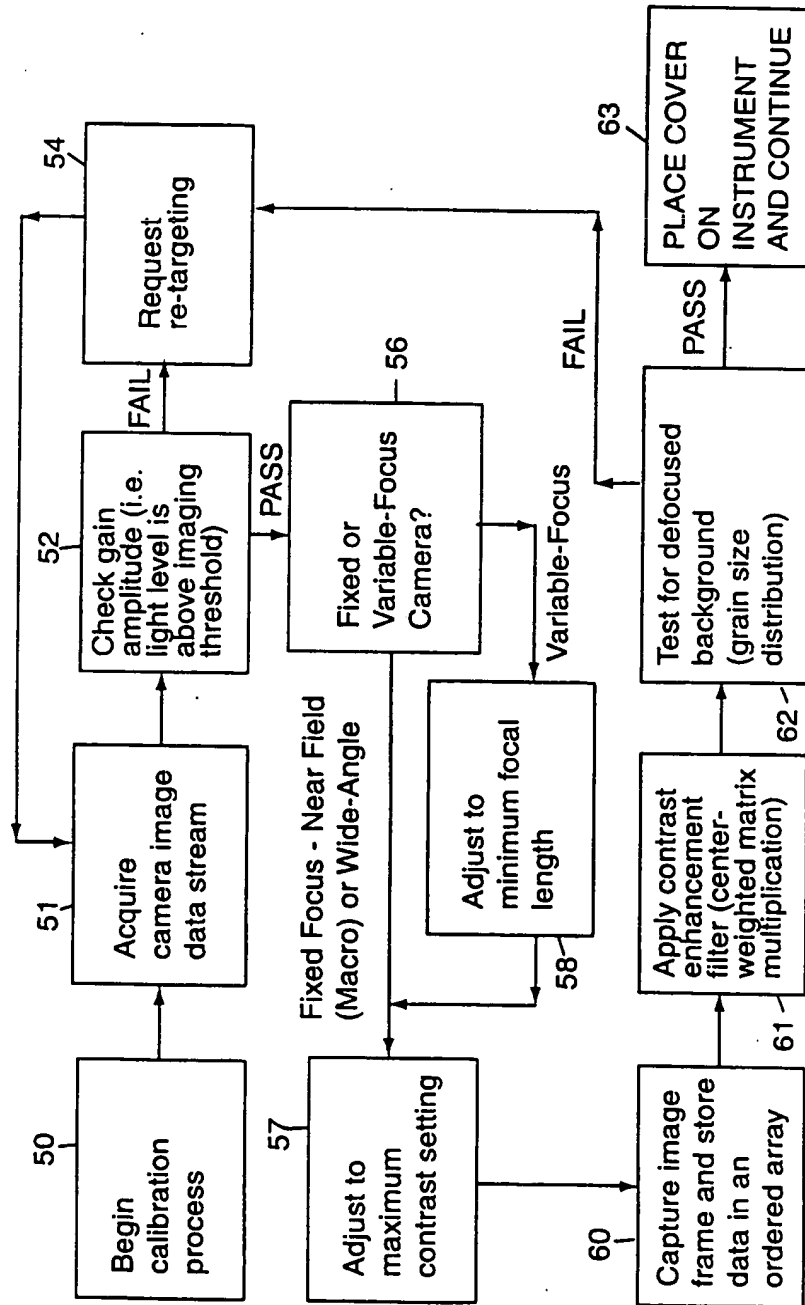 50
Begin
calibration
process
51
Acquire
camera image
data stream
52
Check gain
amplitude (i.e.
light level is
above imaging
threshold)
FAIL
54
Request
re-targeting
PASS
56
Fixed or
Variable-Focus
Camera?
Fixed Focus - Near Field
(Macro) or Wide-Angle
Variable-Focus
58
Adjust to
minimum focal
length
57
Adjust to
maximum
contrast setting
60
Capture image
frame and store
data in an
ordered array
61
Apply contrast
enhancement
filter (center-
weighted matrix
multiplication)
62
Test for defocused
background
(grain size
distribution)
FAIL
PASS
63
PLACE COVER
ON
INSTRUMENT
AND CONTINUE